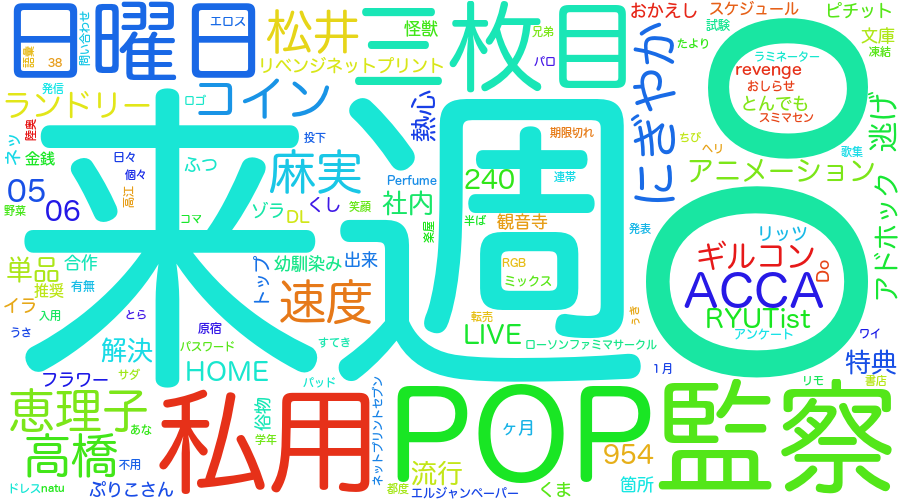 日曜日
エロス
語彙
38
問い合わせ
松井
三枚目
怪獣
兄弟
パロ
リベンジネットプリント
おかえし
スケジュール
ピチット
試験
たより
文庫
凍結
にぎやか
ラミネーター
revenge
おしらせ
とんでも
スミマセン
8
ちび
ヘリ
歌集
逃げ
アニメーション
発信
ランドリー
ロゴ
コイン
熱心
陸奥
ネッ
金銭
日々
個々
高工
投下
期限切れ
来週
ふつ
麻実
Perfume
240
連帯
05
06
野菜
コマ
ゾラ
DL
くし
笑顔
社内
楽屋
半ば
観音寺
発表
アドホック
リッツ
ギルコン
ACCA
Do
RYUTist
アンケート
うき
単品
合作
推奨
有無
トップ
幼馴染み
出来
RGB
ミックス
イラ
入用
とら
原宿
速度
転売
LIVE
ローソンファミマサークル
うさ
解決
パスワード
すてき
1月
ワイ
特典
フラワー
サダ
HOME
バッド
リモ
書店
恵理子
あな
私用
ネットプリントセブン
POP
監察
高橋
俗物
学年
ヶ月
954
不用
流行
箇所
ドレスnatu
ぷりこさん
都度
エルジャンペーパー
くま